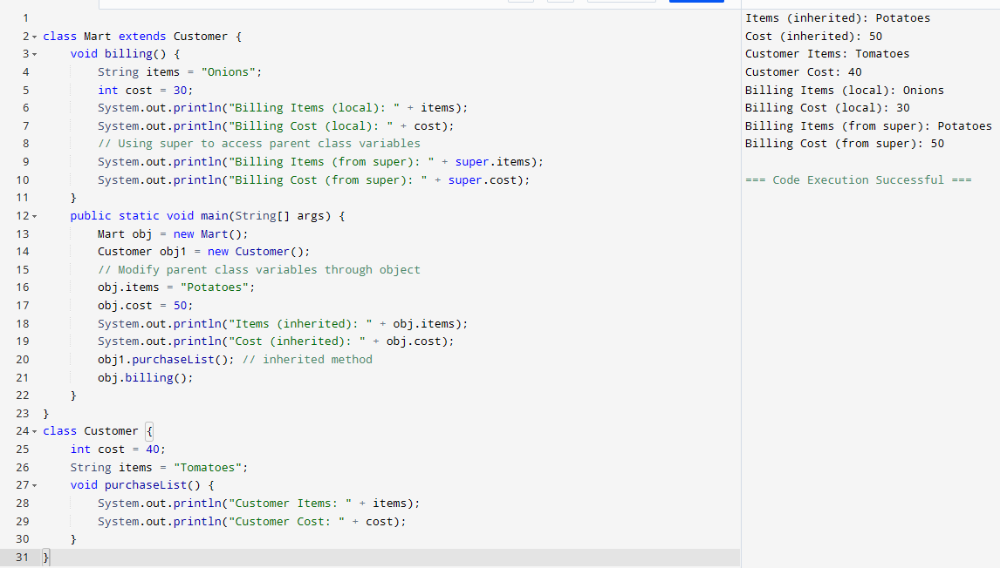 1
2 class Mart extends Customer {
3     void billing() {
4         String items = "Onions";
5         int cost = 30;
6         System.out.println("Billing Items (local): " + items);
7         System.out.println("Billing Cost (local): " + cost);
8         // Using super to access parent class variables
9         System.out.println("Billing Items (from super): " + super.items);
10         System.out.println("Billing Cost (from super): " + super.cost);
11     }
12     public static void main(String[] args) {
13         Mart obj = new Mart();
14         Customer obj1 = new Customer();
15         // Modify parent class variables through object
16         obj.items = "Potatoes";
17         obj.cost = 50;
18         System.out.println("Items (inherited): " + obj.items);
19         System.out.println("Cost (inherited): " + obj.cost);
20         obj1.purchaseList(); // inherited method
21         obj.billing();
22     }
23 }
24 class Customer {
25     int cost = 40;
26     String items = "Tomatoes";
27     void purchaseList() {
28         System.out.println("Customer Items: " + items);
29         System.out.println("Customer Cost: " + cost);
30     }
31 }
Items (inherited): Potatoes
Cost (inherited): 50
Customer Items: Tomatoes
Customer Cost: 40
Billing Items (local): Onions
Billing Cost (local): 30
Billing Items (from super): Potatoes
Billing Cost (from super): 50
=== Code Execution Successful ===